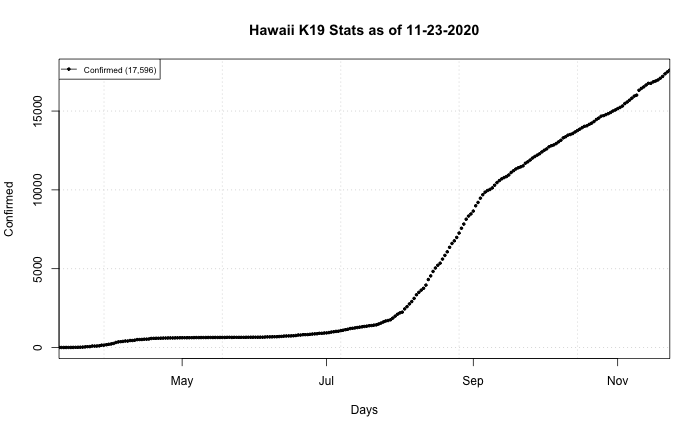 Hawaii K19 Stats as of 11-23-2020
Confirmed (17,596)
15000
10000
5000
0
Confirmed
May Jul Sep Nov
Days